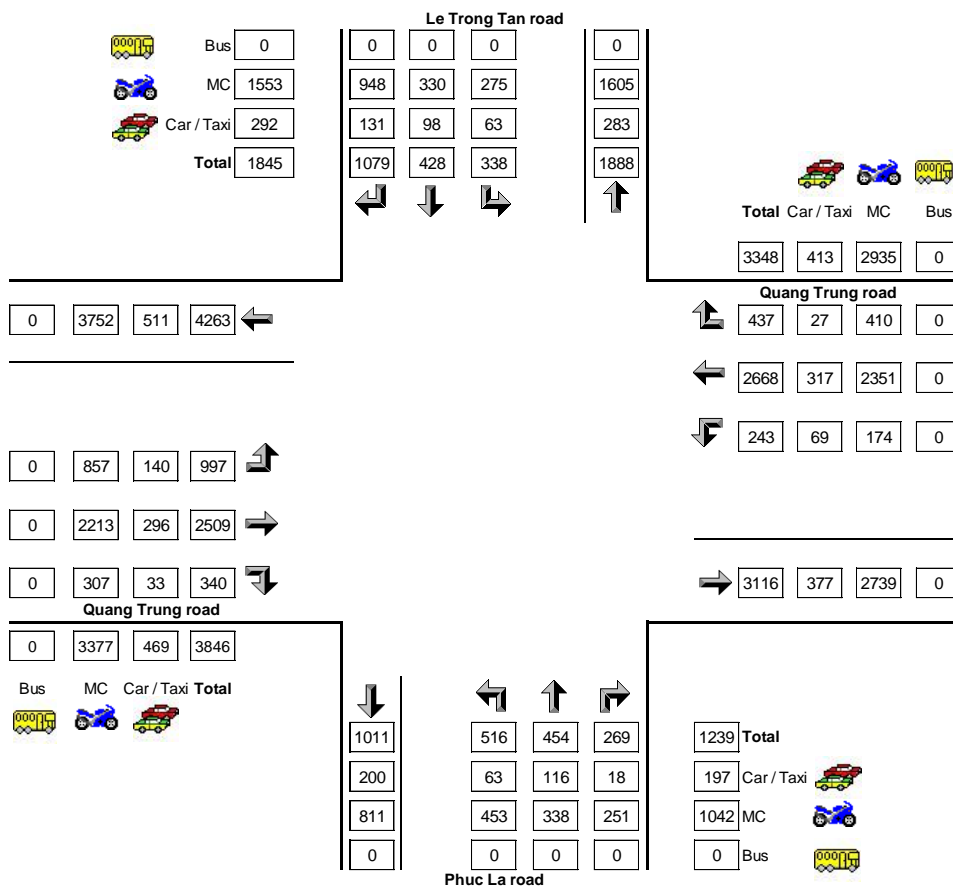 Le Trong Tan road
Bus 0 0 0 0 0
MC 1553 948 330 275 1605
Car / Taxi 292 131 98 63 283
Total 1845 1079 428 338 1888
Total Car / Taxi MC Bus
3348 413 2935 0
Quang Trung road
0 3752 511 4263 437 27 410 0
2668 317 2351 0
243 69 174 0
0 857 140 997
0 2213 296 2509
0 307 33 340 3116 377 2739 0
Quang Trung road
0 3377 469 3846
Bus MC Car / Taxi Total
1011 516 454 269 1239 Total
200 63 116 18 197 Car / Taxi
811 453 338 251 1042 MC
0 0 0 0 0 Bus
Phuc La road